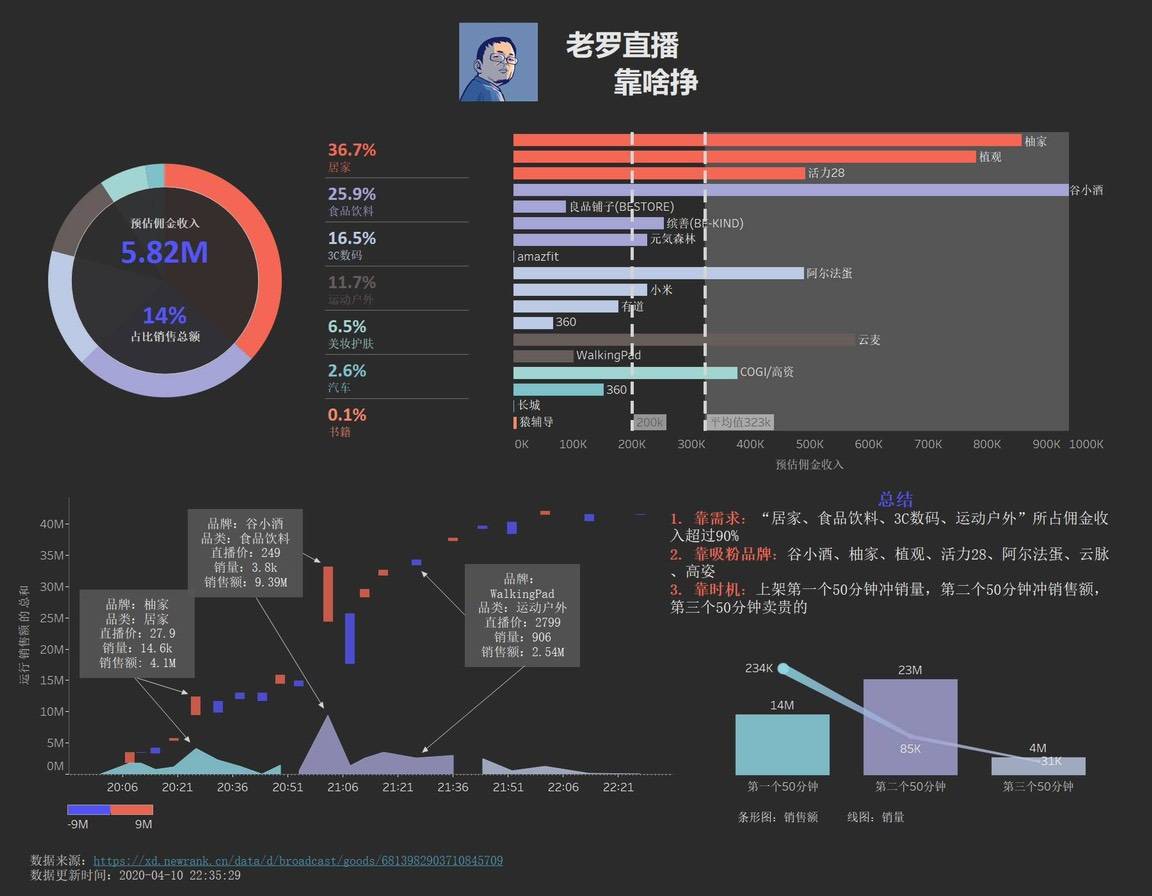 老罗直播
靠啥挣
预估佣金收入
5.82M
14%
占比销售总额
36.7%
居家
25.9%
食品饮料
16.5%
3C数码
11.7%
运动户外
6.5%
美妆护肤
2.6%
汽车
0.1%
书籍
柚家
植观
活力28
谷小酒
良品铺子(BESTORE)
缤善(BE-KIND)
元気森林
amazfit
阿尔法蛋
小米
有道
360
云麦
WalkingPad
COGI/高资
360
长城
猿辅导
200k
平均值323k
0K 100K 200K 300K 400K 500K 600K 700K 800K 900K 1000K
预估佣金收入
运行 销售额 的 总和
40M
35M
30M
25M
20M
15M
10M
5M
0M
品牌: 谷小酒
品类: 食品饮料
直播价: 249
销量: 3.8k
销售额: 9.39M
品牌: 柚家
品类: 居家
直播价: 27.9
销量: 14.6k
销售额: 4.1M
品牌:
WalkingPad
品类: 运动户外
直播价: 2799
销量: 906
销售额: 2.54M
20:06 20:21 20:36 20:51 21:06 21:21 21:36 21:51 22:06 22:21
-9M 9M
总结
1. 靠需求: “居家、食品饮料、3C数码、运动户外”所占佣金收
入超过90%
2. 靠吸粉品牌: 谷小酒、柚家、植观、活力28、阿尔法蛋、云脉
、高姿
3. 靠时机: 上架第一个50分钟冲销量, 第二个50分钟冲销售额,
第三个50分钟卖贵的
234K
14M
23M
85K
4M
31K
第一个50分钟 第二个50分钟 第三个50分钟
条形图: 销售额 线图: 销量
数据来源: https://xd.newrank.cn/data/d/broadcast/goods/6813982903710845709
数据更新时间: 2020-04-10 22:35:29